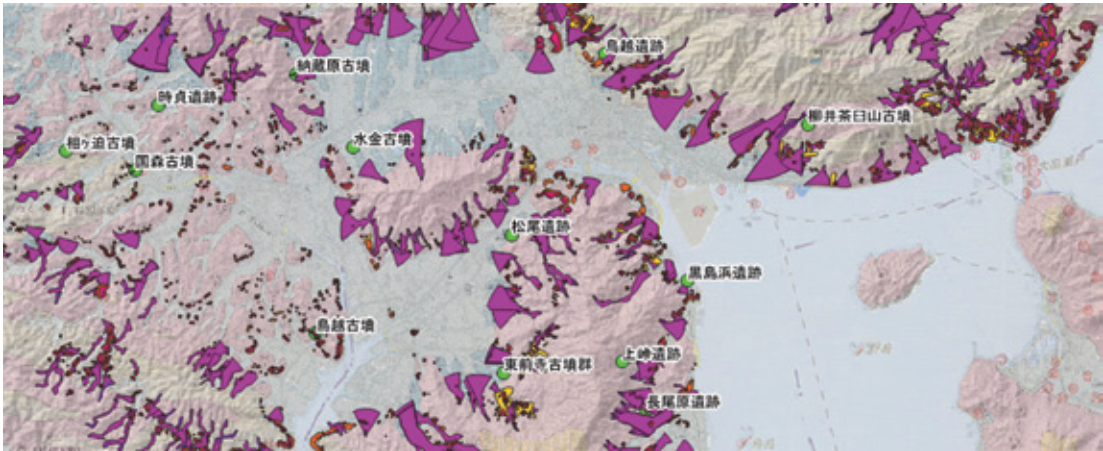 鳥越遺跡
納蔵原古墳
時貞遺跡
柳井茶臼山古墳
水金古墳
柑ヶ迫古墳
国森古墳
松尾遺跡
黒島浜遺跡
鳥越古墳
上峠遺跡
東前寺古墳群
長尾原遺跡